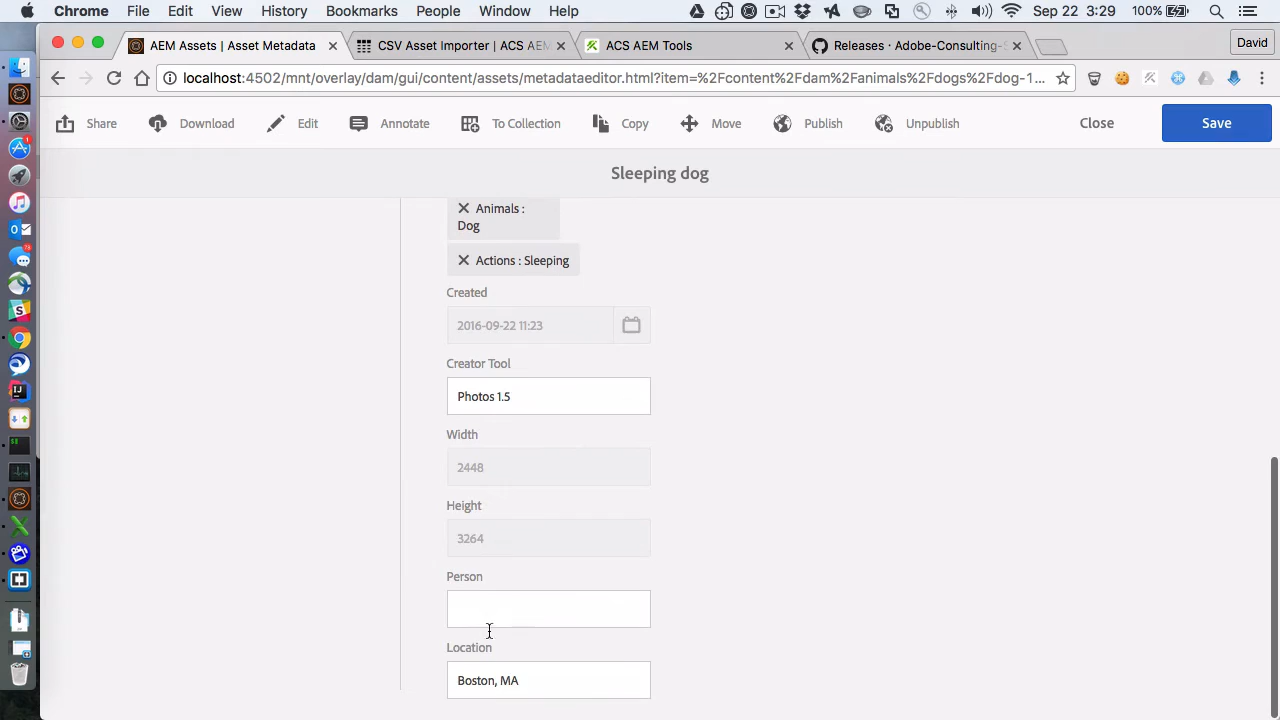 Chrome File Edit View History Bookmarks People Window Help
Sep 22 3:29 100%
AEM Assets | Asset Metadata
CSV Asset Importer | ACS AEM
ACS AEM Tools
Releases · Adobe-Consulting-S
David
localhost:4502/mnt/overlay/dam/gui/content/assets/metadataeditor.html?item=%2Fcontent%2Fdam%2Fanimals%2Fdogs%2Fdog-1...
Share Download Edit Annotate To Collection Copy Move Publish Unpublish Close Save
Sleeping dog
Animals :
Dog
Actions : Sleeping
Created
2016-09-22 11:23
Creator Tool
Photos 1.5
Width
2448
Height
3264
Person
Location
Boston, MA